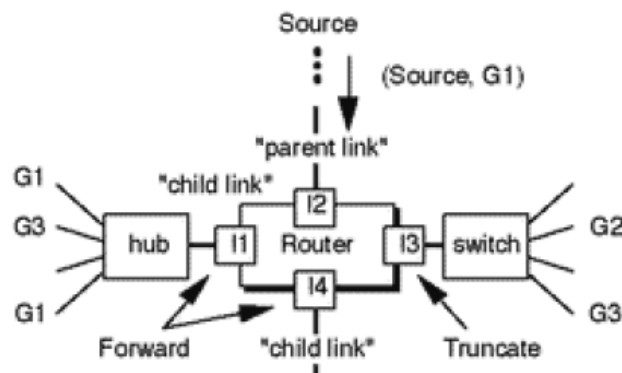 Source
(Source, G1)
"parent link"
G1
"child link"
I2
G3
hub
I1
Router
I3
switch
G2
I4
G1
G3
Forward
"child link"
Truncate